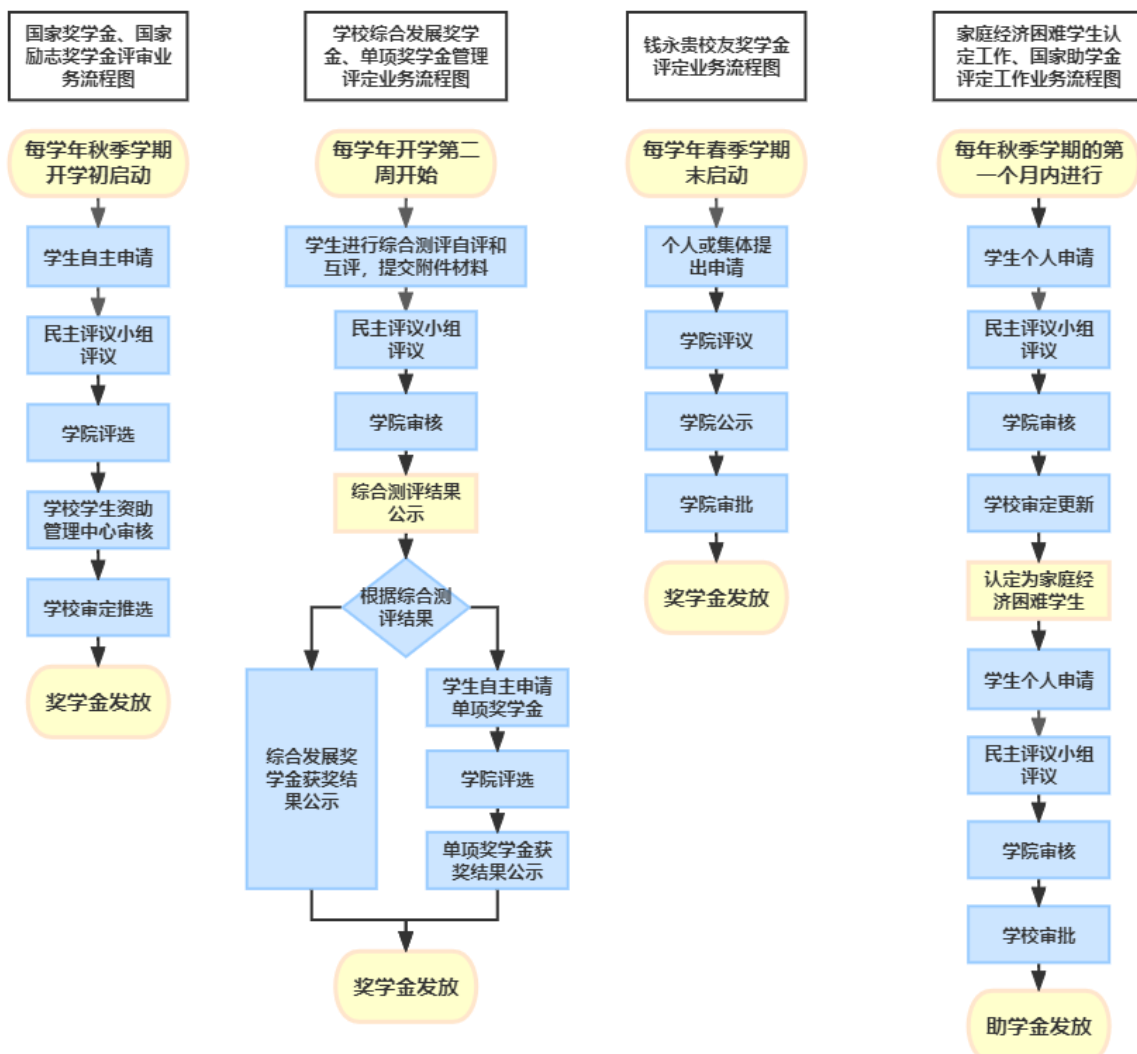 国家奖学金、国家
励志奖学金评审业
务流程图
每学年秋季学期
开学初启动
学生自主申请
民主评议小组
评议
学院评选
学校学生资助
管理中心审核
学校审定推选
奖学金发放
学校综合发展奖学
金、单项奖学金管理
评定业务流程图
每学年开学第二
周开始
学生进行综合测评自评和
互评，提交附件材料
民主评议小组
评议
学院审核
综合测评结果
公示
根据综合测
评结果
综合发展奖
学金获奖结
果公示
学生自主申请
单项奖学金
学院评选
单项奖学金获
奖结果公示
奖学金发放
钱永贵校友奖学金
评定业务流程图
每学年春季学期
末启动
个人或集体提
出申请
学院评议
学院公示
学院审批
奖学金发放
家庭经济困难学生认
定工作、国家助学金
评定工作业务流程图
每年秋季学期的第
一个月内进行
学生个人申请
民主评议小组
评议
学院审核
学校审定更新
认定为家庭经
济困难学生
学生个人申请
民主评议小组
评议
学院审核
学校审批
助学金发放